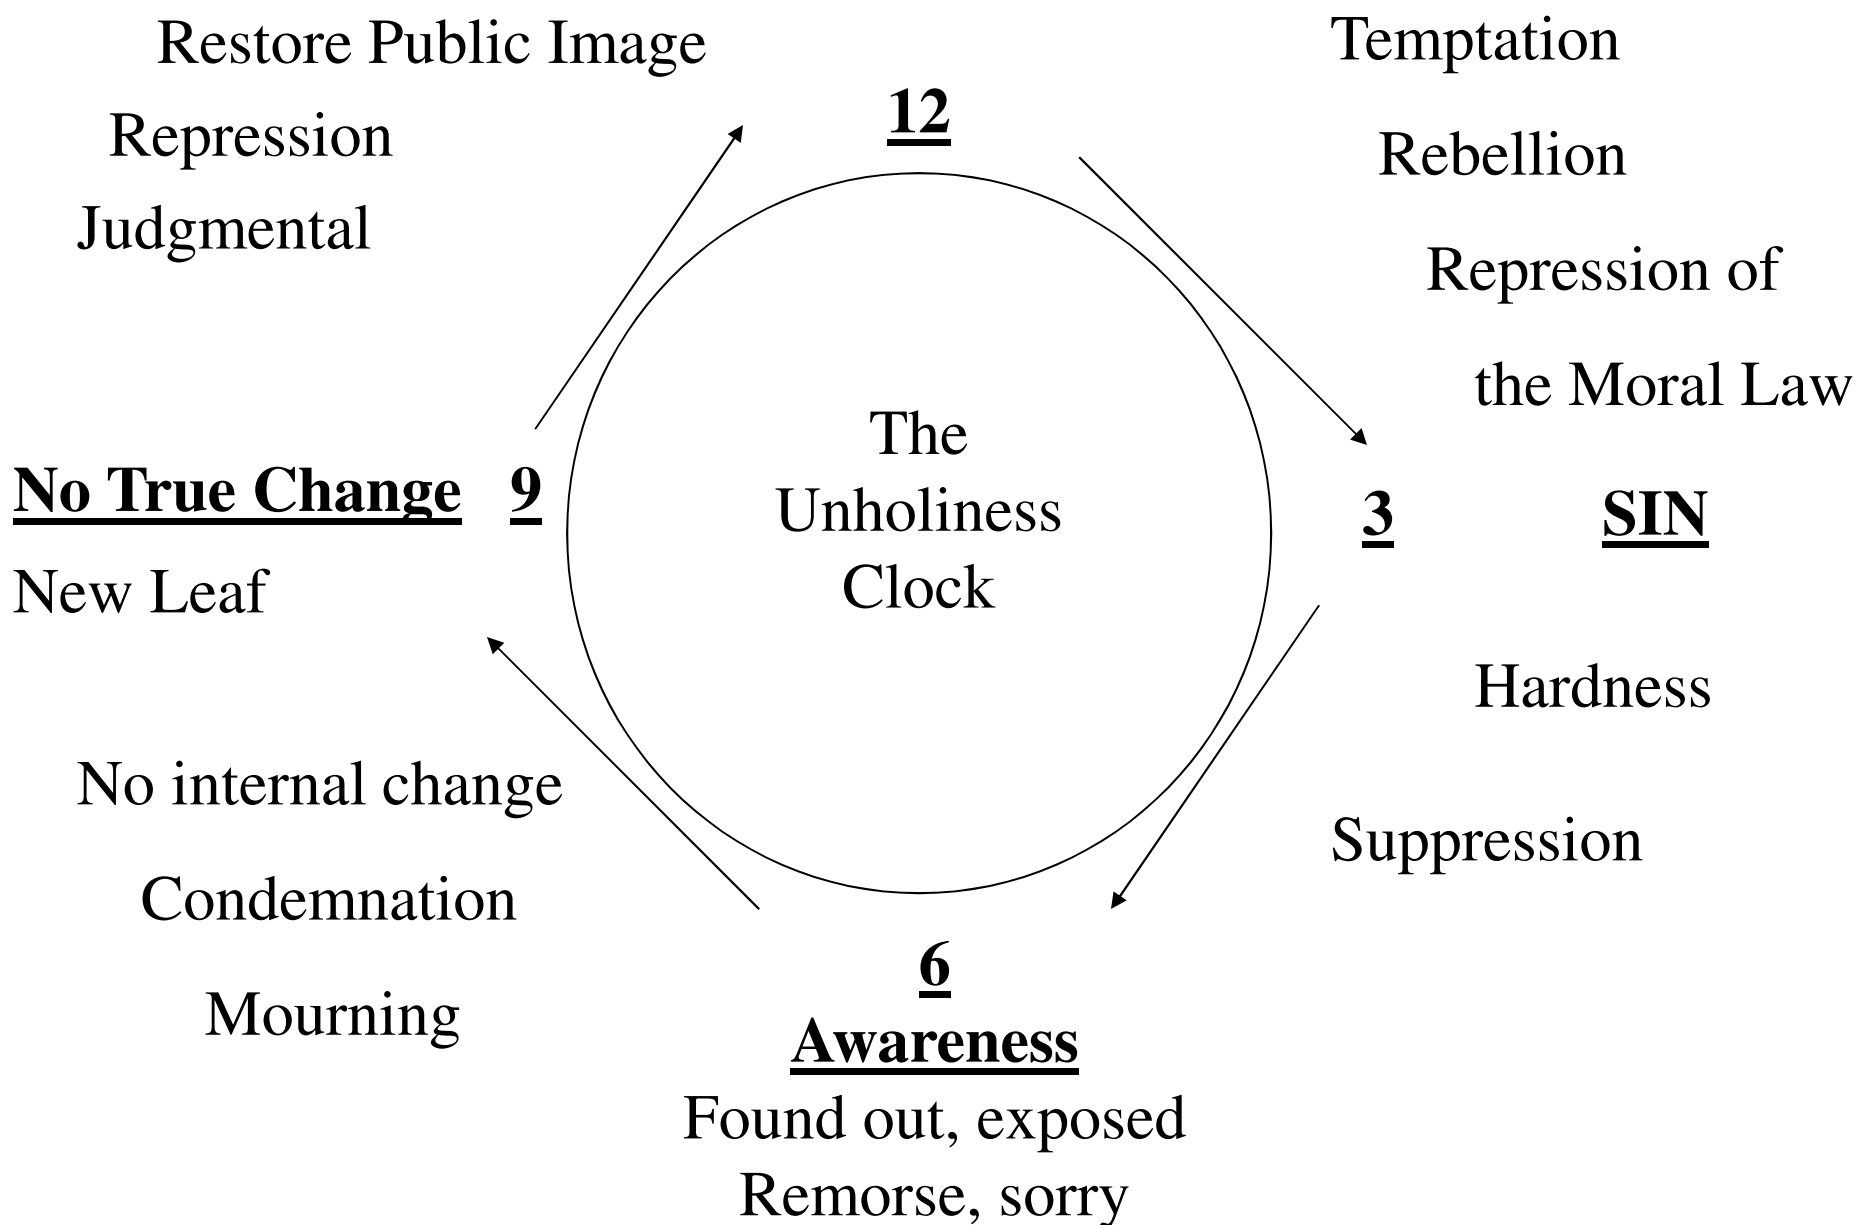 Restore Public Image
Repression
Judgmental
12
Temptation
Rebellion
Repression of
the Moral Law
The
Unholiness
Clock
No True Change 9
New Leaf
3 SIN
Hardness
Suppression
No internal change
Condemnation
Mourning
6
Awareness
Found out, exposed
Remorse, sorry